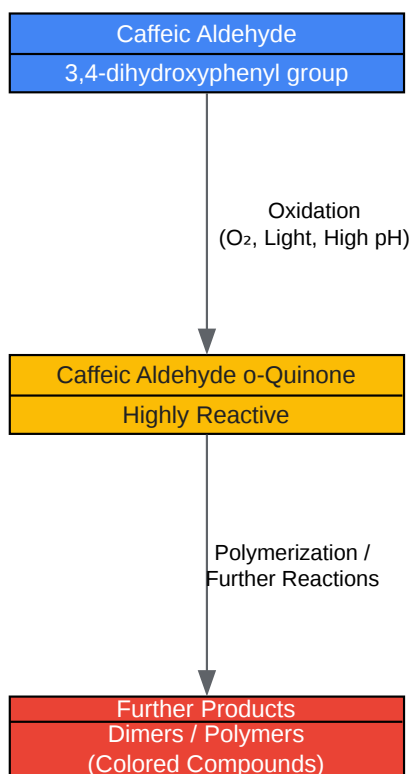 Caffeic Aldehyde
3,4-dihydroxyphenyl group
Oxidation
(O₂, Light, High pH)
Caffeic Aldehyde o-Quinone
Highly Reactive
Polymerization /
Further Reactions
Further Products
Dimers / Polymers
(Colored Compounds)